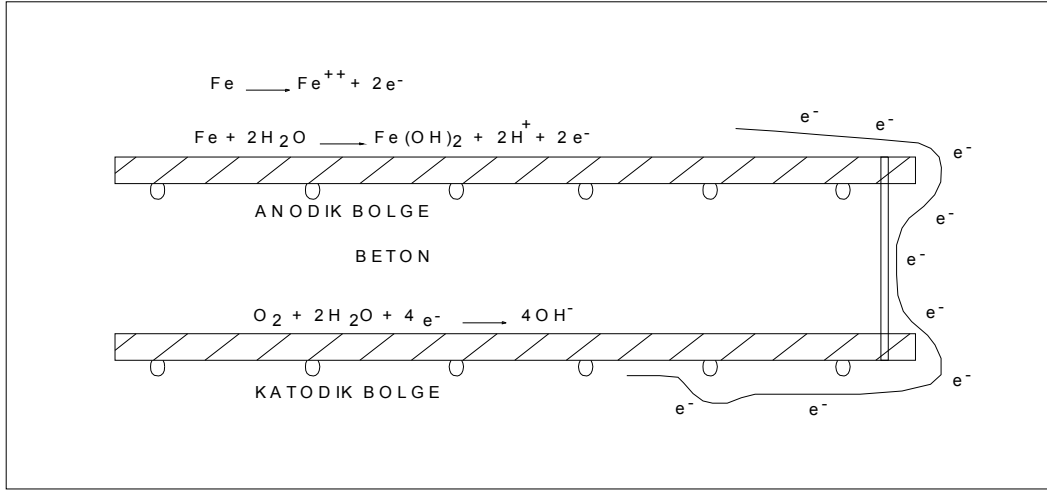 Fe → Fe++ + 2e-
e-
e-
Fe + 2H2O → Fe(OH)2 + 2H+ + 2e-
e-
ANODIK BOLGE
e-
BETON
e-
O2 + 2H2O + 4e- → 4OH-
e-
KATODIK BOLGE
e-
e-
e-